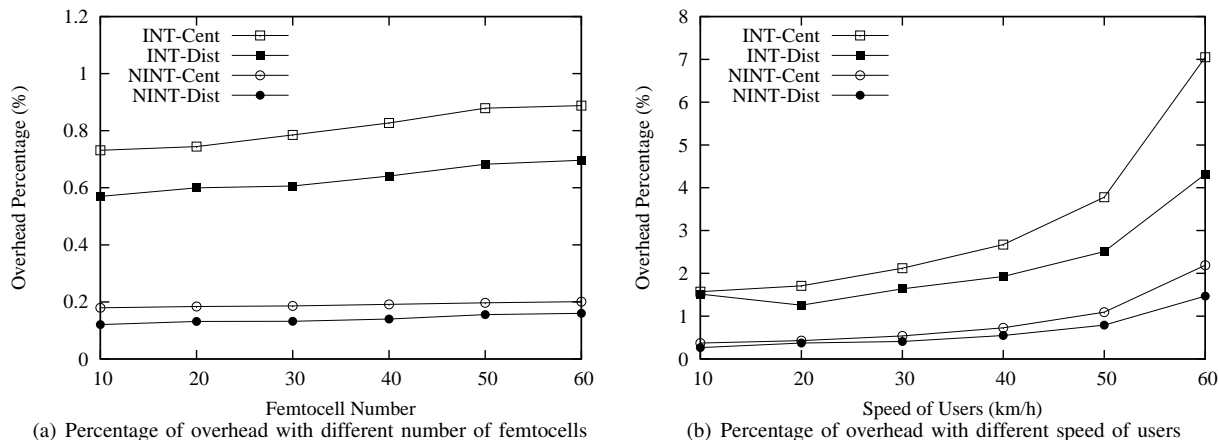 1.2
1
0.8
0.6
0.4
0.2
0
Overhead Percentage (%)
INT-Cent
INT-Dist
NINT-Cent
NINT-Dist
10 20 30 40 50 60
Femtocell Number
(a) Percentage of overhead with different number of femtocells
8
7
6
5
4
3
2
1
0
Overhead Percentage (%)
INT-Cent
INT-Dist
NINT-Cent
NINT-Dist
10 20 30 40 50 60
Speed of Users (km/h)
(b) Percentage of overhead with different speed of users